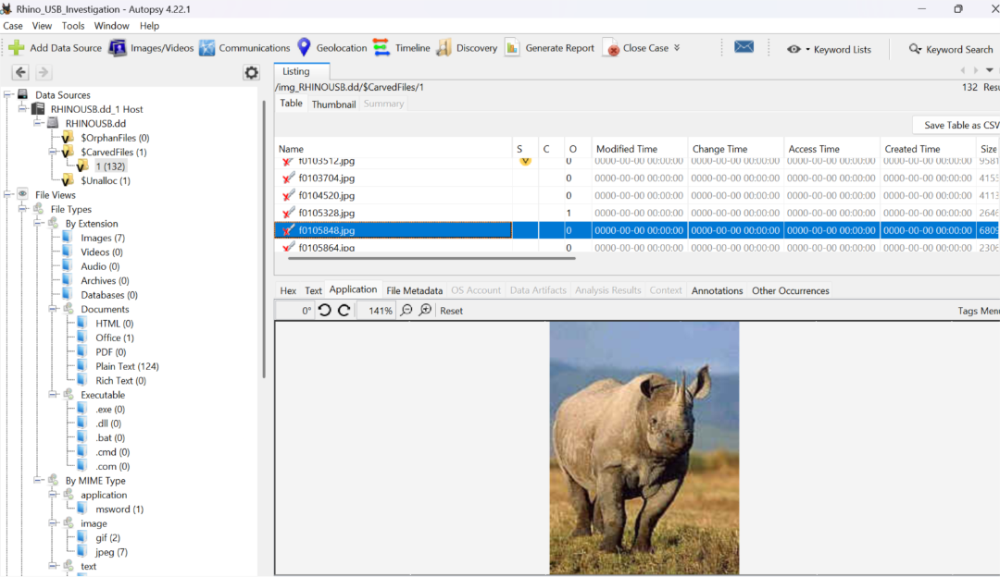 Rhino_USB_Investigation - Autopsy 4.22.1
Case View Tools Window Help
Add Data Source Images/Videos Communications Geolocation Timeline Discovery Generate Report Close Case Keyword Lists Keyword Search
Listing
/img_RHINOUSB.dd/$CarvedFiles/1 132 Resu
Table Thumbnail Summary
Save Table as CSV
Name S C O Modified Time Change Time Access Time Created Time Size
f0103512.jpg 0 0000-00-00 00:00:00 0000-00-00 00:00:00 0000-00-00 00:00:00 0000-00-00 00:00:00 9581
f0103704.jpg 0 0000-00-00 00:00:00 0000-00-00 00:00:00 0000-00-00 00:00:00 0000-00-00 00:00:00 4153
f0104520.jpg 0 0000-00-00 00:00:00 0000-00-00 00:00:00 0000-00-00 00:00:00 0000-00-00 00:00:00 4113
f0105328.jpg 1 0000-00-00 00:00:00 0000-00-00 00:00:00 0000-00-00 00:00:00 0000-00-00 00:00:00 2646
f0105848.jpg 0 0000-00-00 00:00:00 0000-00-00 00:00:00 0000-00-00 00:00:00 0000-00-00 00:00:00 6809
f0105864.jpg 0 0000-00-00 00:00:00 0000-00-00 00:00:00 0000-00-00 00:00:00 0000-00-00 00:00:00 2306
Data Sources
RHINOUSB.dd_1 Host
RHINOUSB.dd
$OrphanFiles (0)
$CarvedFiles (1)
1 (132)
$Unalloc (1)
File Views
File Types
By Extension
Images (7)
Videos (0)
Audio (0)
Archives (0)
Databases (0)
Documents
HTML (0)
Office (1)
PDF (0)
Plain Text (124)
Rich Text (0)
Executable
.exe (0)
.dll (0)
.bat (0)
.cmd (0)
.com (0)
By MIME Type
application
msword (1)
image
gif (2)
jpeg (7)
text
Hex Text Application File Metadata OS Account Data Artifacts Analysis Results Context Annotations Other Occurrences
0° 141% Reset Tags Menu